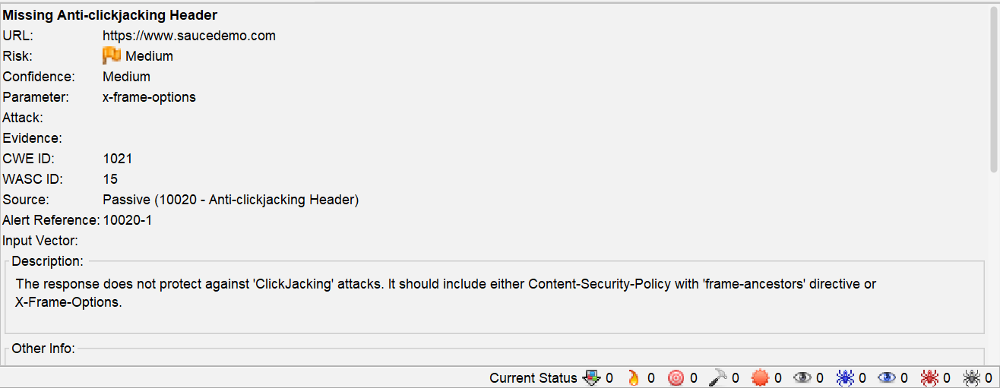 Missing Anti-clickjacking Header
URL: https://www.saucedemo.com
Risk: Medium
Confidence: Medium
Parameter: x-frame-options
Attack:
Evidence:
CWE ID: 1021
WASC ID: 15
Source: Passive (10020 - Anti-clickjacking Header)
Alert Reference: 10020-1
Input Vector:
Description:
The response does not protect against 'ClickJacking' attacks. It should include either Content-Security-Policy with 'frame-ancestors' directive or
X-Frame-Options.
Other Info:
Current Status 0 0 0 0 0 0 0 0 0 0